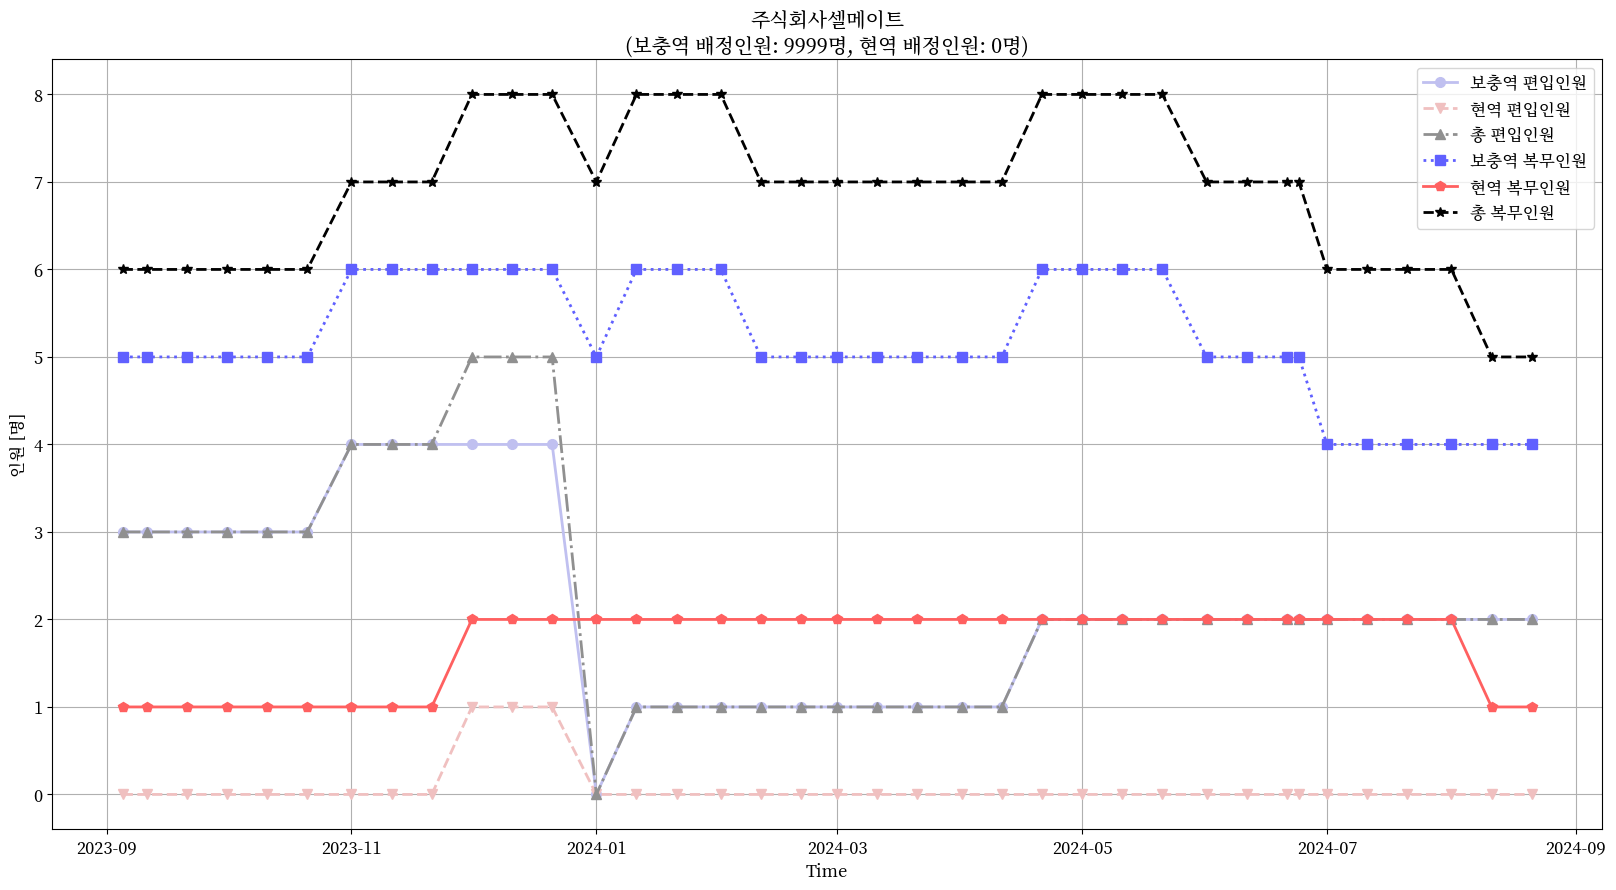 주식회사셀메이트
(보충역 배정인원: 9999명, 현역 배정인원: 0명)
보충역 편입인원
현역 편입인원
총 편입인원
보충역 복무인원
현역 복무인원
총 복무인원
인원 [명]
8
7
6
5
4
3
2
1
0
2023-09
2023-11
2024-01
2024-03
2024-05
2024-07
2024-09
Time